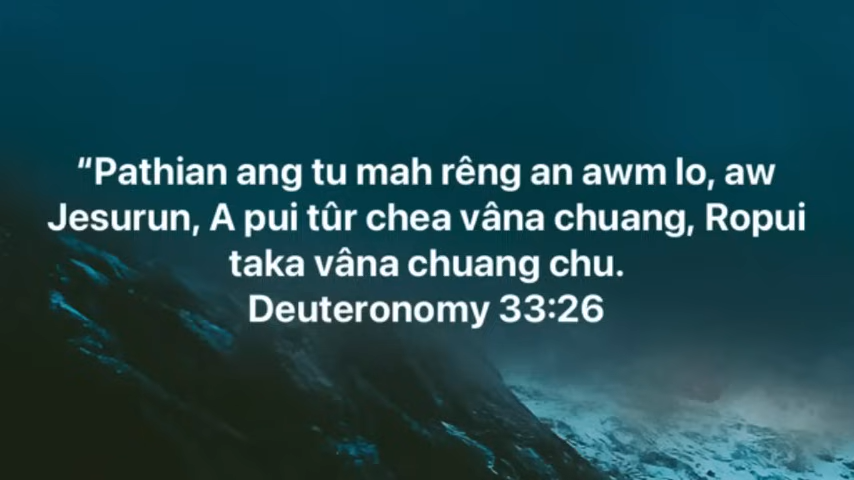 “Pathian ang tu mah rêng an awm lo, aw
Jesurun, A pui tûr chea vâna chuang, Ropui
taka vâna chuang chu.
Deuteronomy 33:26